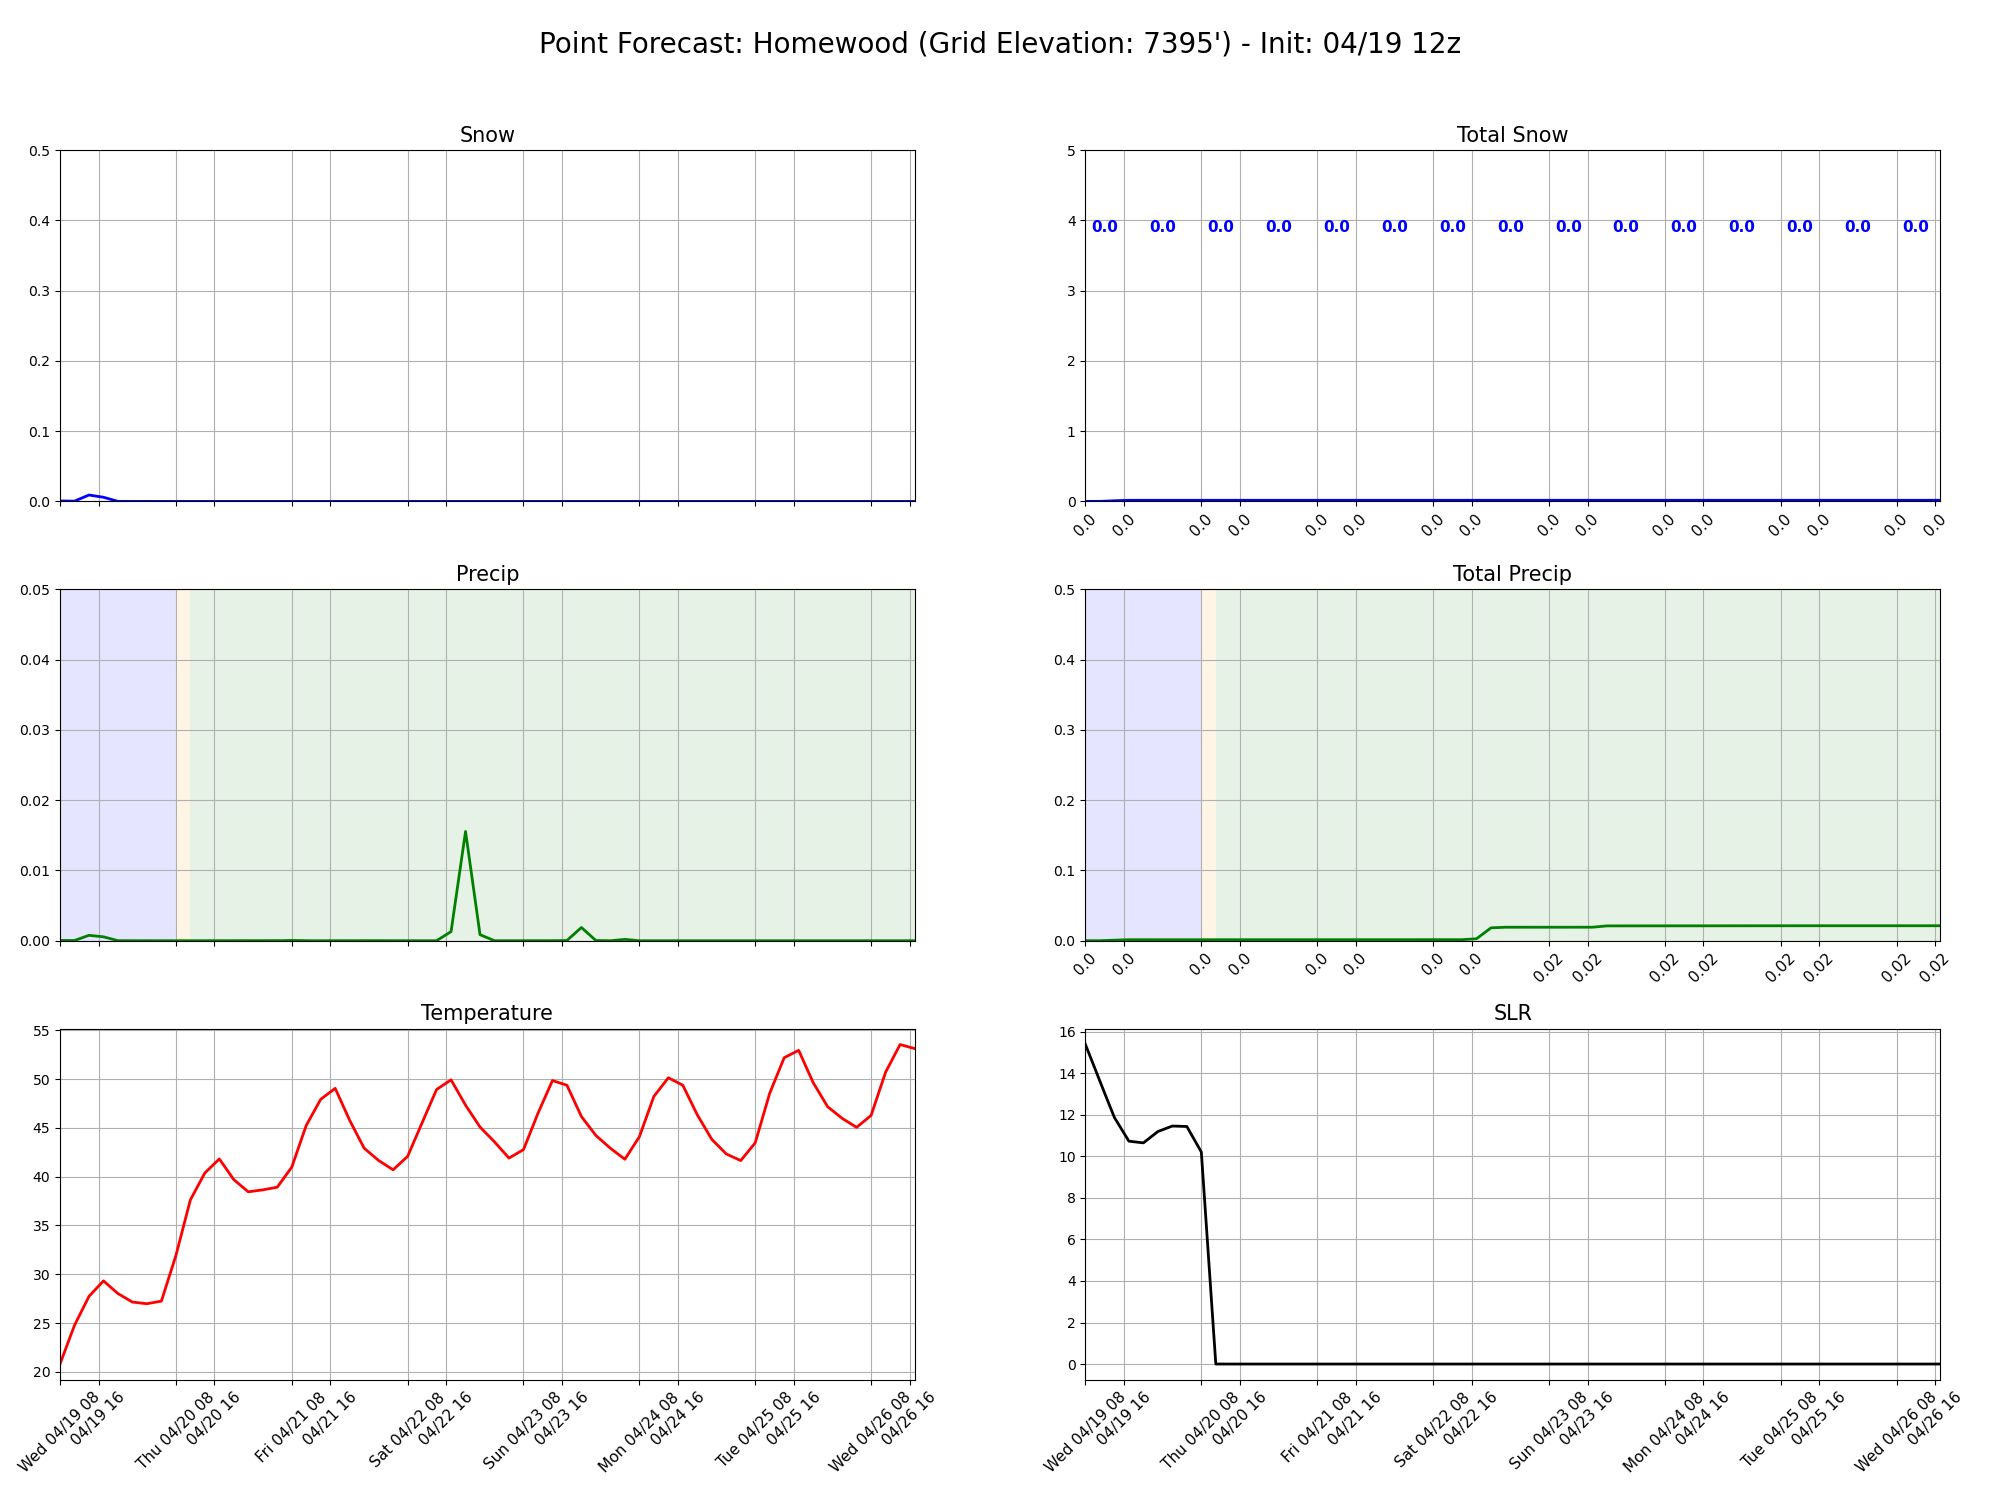 Point Forecast: Homewood (Grid Elevation: 7395') - Init: 04/19 12z
Snow
0.5
0.4
0.3
0.2
0.1
0.0
Total Snow
5
4
3
2
1
0
0.0 0.0 0.0 0.0 0.0 0.0 0.0 0.0 0.0 0.0 0.0 0.0 0.0 0.0 0.0
0.0 0.0 0.0 0.0 0.0 0.0 0.0 0.0 0.0 0.0 0.0 0.0 0.0 0.0 0.0 0.0
Precip
0.05
0.04
0.03
0.02
0.01
0.00
Total Precip
0.5
0.4
0.3
0.2
0.1
0.0
0.0 0.0 0.0 0.0 0.0 0.0 0.0 0.0 0.02 0.02 0.02 0.02 0.02 0.02 0.02 0.02
Temperature
55
50
45
40
35
30
25
20
Wed 04/19 08
04/19 16
Thu 04/20 08
04/20 16
Fri 04/21 08
04/21 16
Sat 04/22 08
04/22 16
Sun 04/23 08
04/23 16
Mon 04/24 08
04/24 16
Tue 04/25 08
04/25 16
Wed 04/26 08
04/26 16
SLR
16
14
12
10
8
6
4
2
0
Wed 04/19 08
04/19 16
Thu 04/20 08
04/20 16
Fri 04/21 08
04/21 16
Sat 04/22 08
04/22 16
Sun 04/23 08
04/23 16
Mon 04/24 08
04/24 16
Tue 04/25 08
04/25 16
Wed 04/26 08
04/26 16